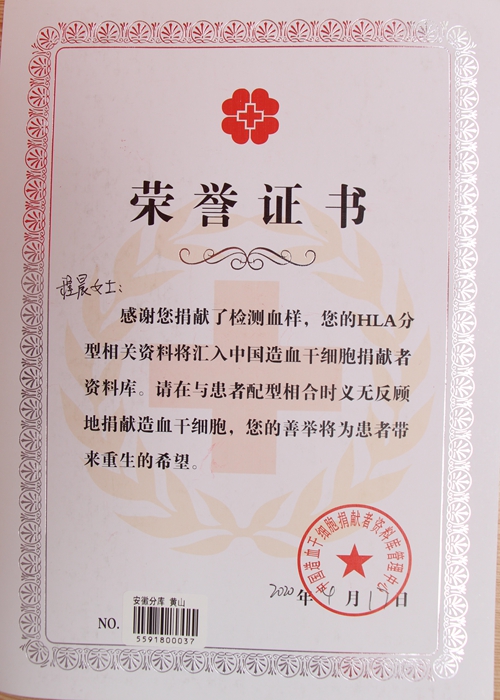 荣誉证书
程晨女士：
感谢您捐献了检测血样，您的HLA分
型相关资料将汇入中国造血干细胞捐献者
资料库。请在与患者配型相合时义无反顾
地捐献造血干细胞，您的善举将为患者带
来重生的希望。
中国造血干细胞捐献者资料库管理中心
2020年4月17日
安徽分库 黄山
NO.
5591800037